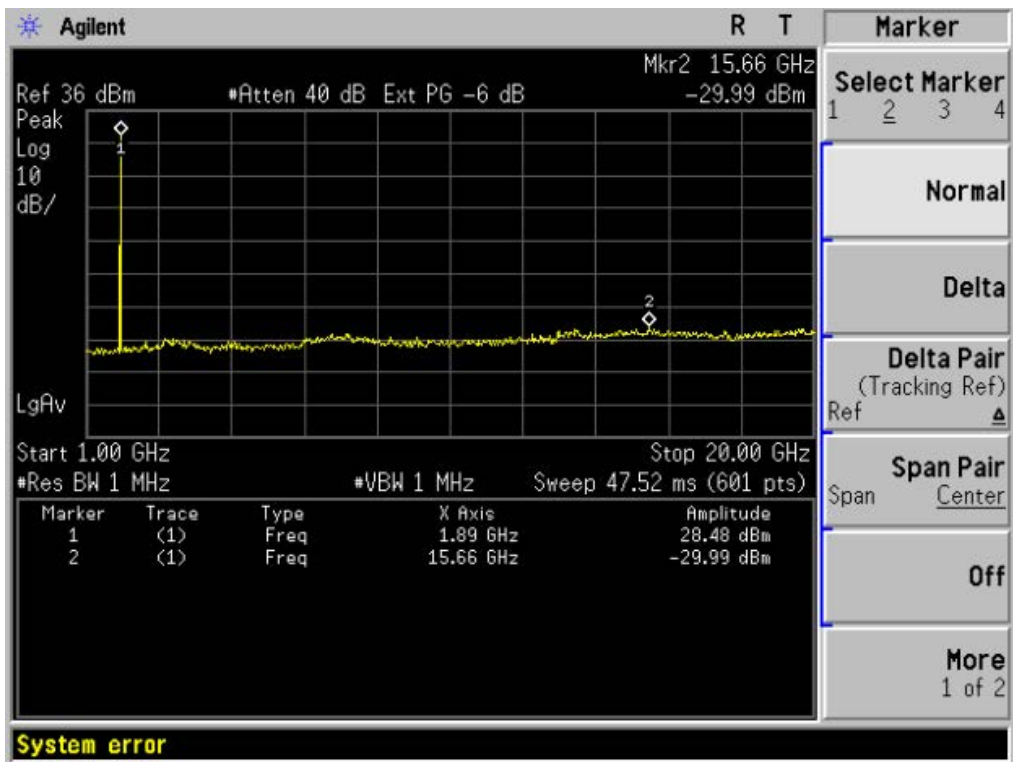 Agilent R T
Marker
Mkr2 15.66 GHz
Ref 36 dBm #Atten 40 dB Ext PG -6 dB -29.99 dBm
Peak
Log
10
dB/
1
2
LgAv
Start 1.00 GHz Stop 20.00 GHz
#Res BW 1 MHz #VBW 1 MHz Sweep 47.52 ms (601 pts)
Marker Trace Type X Axis Amplitude
1 (1) Freq 1.89 GHz 28.48 dBm
2 (1) Freq 15.66 GHz -29.99 dBm
Select Marker
1 2 3 4
Normal
Delta
Delta Pair
(Tracking Ref)
Ref Δ
Span Pair
Span Center
Off
More
1 of 2
System error